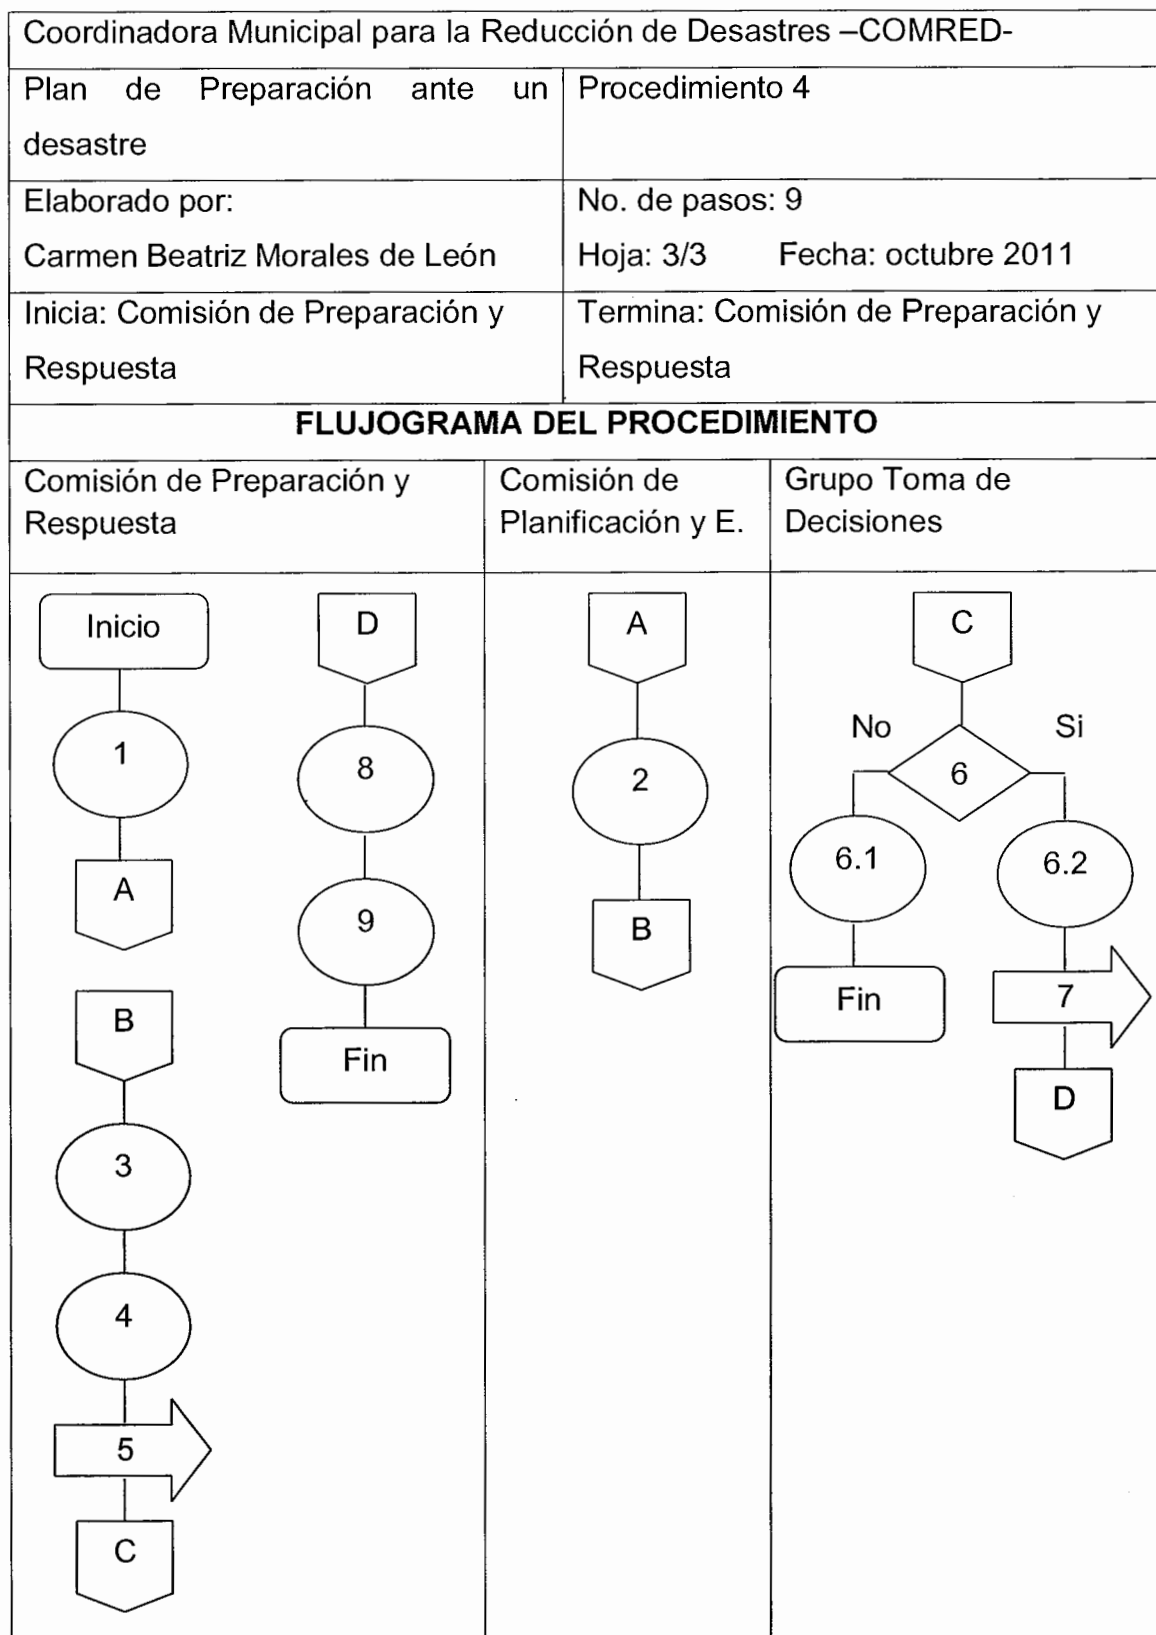 Coordinadora Municipal para la Reducción de Desastres –COMRED-
Plan de Preparación ante un
desastre
Procedimiento 4
Elaborado por:
Carmen Beatriz Morales de León
No. de pasos: 9
Hoja: 3/3 Fecha: octubre 2011
Inicia: Comisión de Preparación y
Respuesta
Termina: Comisión de Preparación y
Respuesta
FLUJOGRAMA DEL PROCEDIMIENTO
Comisión de Preparación y
Respuesta
Comisión de
Planificación y E.
Grupo Toma de
Decisiones
Inicio
1
A
B
3
4
5
C
D
8
9
Fin
A
2
B
C
No
Si
6
6.1
6.2
Fin
7
D